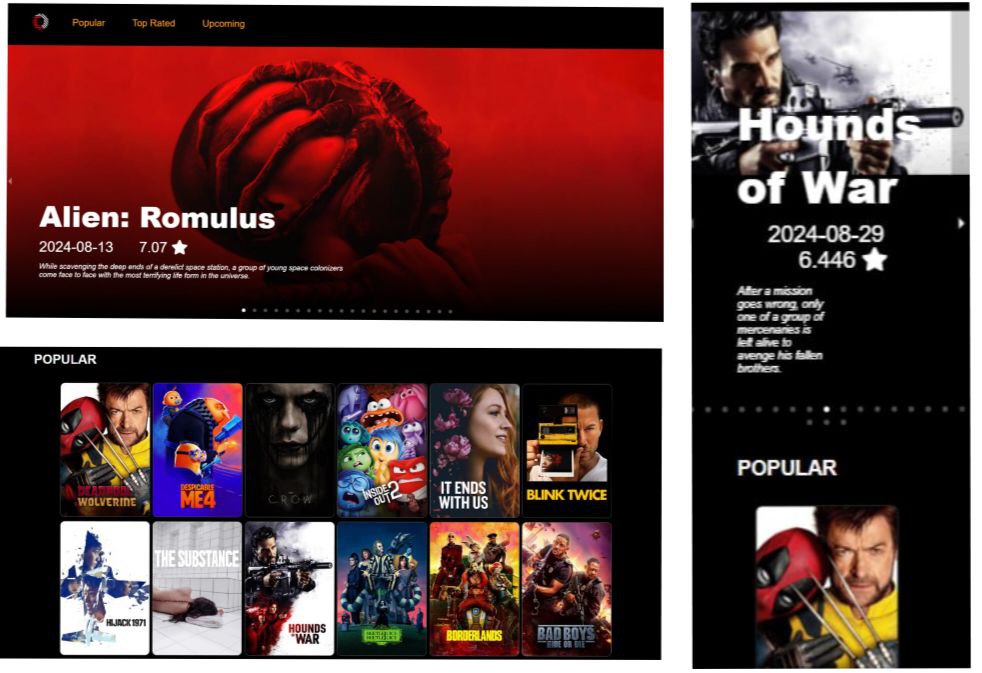 Popular Top Rated Upcoming
Alien: Romulus
2024-08-13 7.07
While scavenging the deep ends of a derelict space station, a group of young space colonizers
come face to face with the most terrifying life form in the universe.
POPULAR
DEADPOOL
WOLVERINE
DESPICABLE
ME4
CROW
INSIDE
OUT2
IT ENDS
WITH US
BLINK TWICE
HIJACK 1971
THE SUBSTANCE
HOUNDS
OF WAR
BEETLEJUICE
BEETLEJUICE
BORDERLANDS
BAD BOYS
RIDE OR DIE
Hounds
of War
2024-08-29
6.446
After a mission
goes wrong, only
one of a group of
mercenaries is
left alive to
avenge his fallen
brothers.
POPULAR